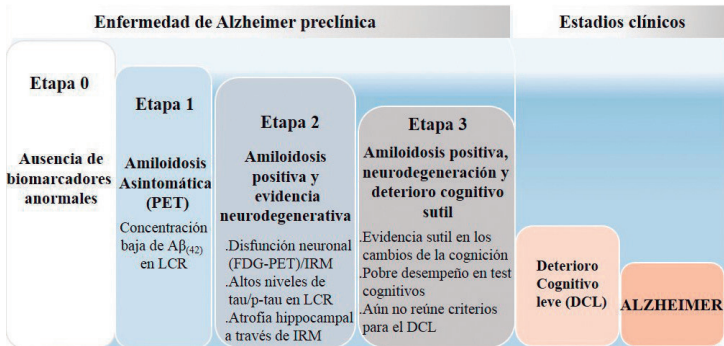 Enfermedad de Alzheimer preclínica
Estadios clínicos
Etapa 0
Ausencia de
biomarcadores
anormales
Etapa 1
Amiloidosis
Asintomática
(PET)
Concentración
baja de Aβ(42)
en LCR
Etapa 2
Amiloidosis
positiva y
evidencia
neurodegenerativa
.Disfunción neuronal
(FDG-PET)/IRM
.Altos niveles de
tau/p-tau en LCR
.Atrofía hippocampal
a través de IRM
Etapa 3
Amiloidosis positiva,
neurodegeneración y
deterioro cognitivo
sutil
.Evidencia sutil en los
cambios de la cognición
.Pobre desempeño en test
cognitivos
.Aún no reúne criterios
para el DCL
Deterioro
Cognitivo
leve (DCL)
ALZHEIMER